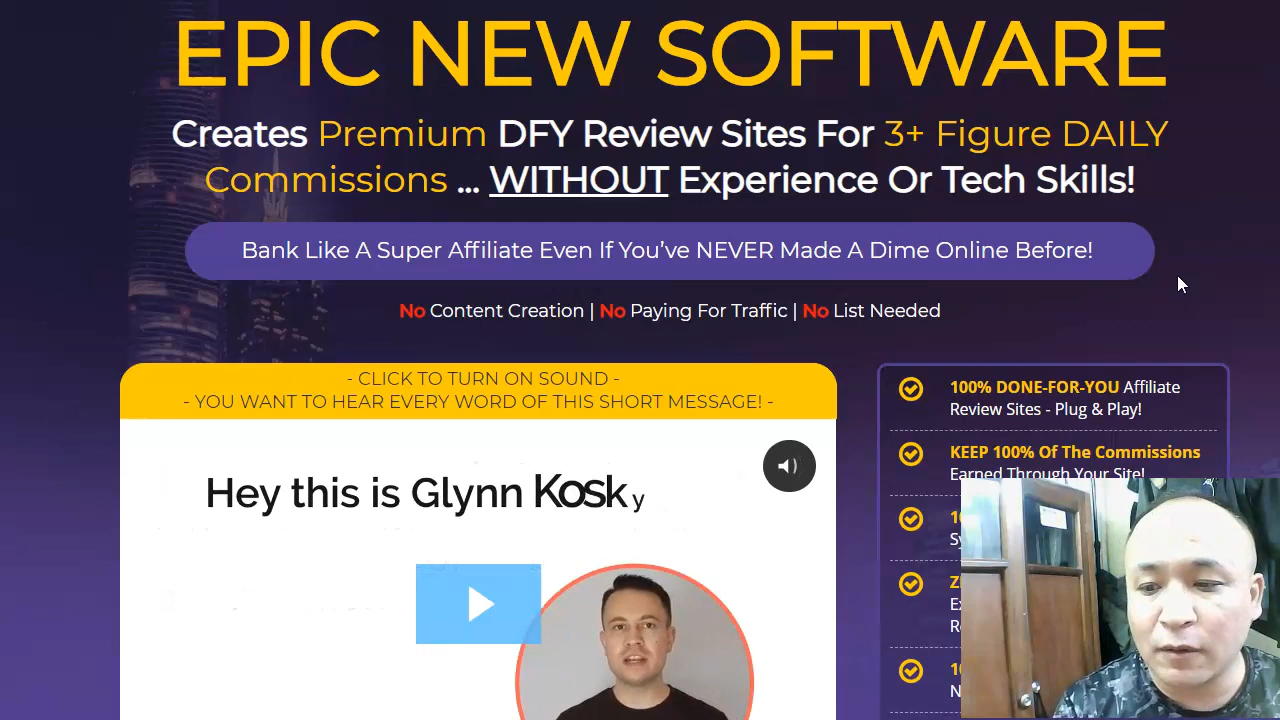 EPIC NEW SOFTWARE
Creates Premium DFY Review Sites For 3+ Figure DAILY
Commissions ... WITHOUT Experience Or Tech Skills!
Bank Like A Super Affiliate Even If You’ve NEVER Made A Dime Online Before!
No Content Creation | No Paying For Traffic | No List Needed
- CLICK TO TURN ON SOUND -
- YOU WANT TO HEAR EVERY WORD OF THIS SHORT MESSAGE! -
Hey this is Glynn Kosky
100% DONE-FOR-YOU Affiliate
Review Sites - Plug & Play!
KEEP 100% Of The Commissions
Earned Through Your Site!